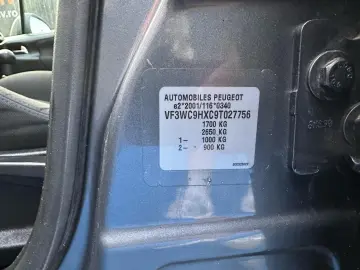 AUTOMOBILES PEUGEOT
e2*2001/116*0340
VF3WC9HXC9T027756
1700 KG
2650 KG
1- 1000 KG
2- - 900 KG